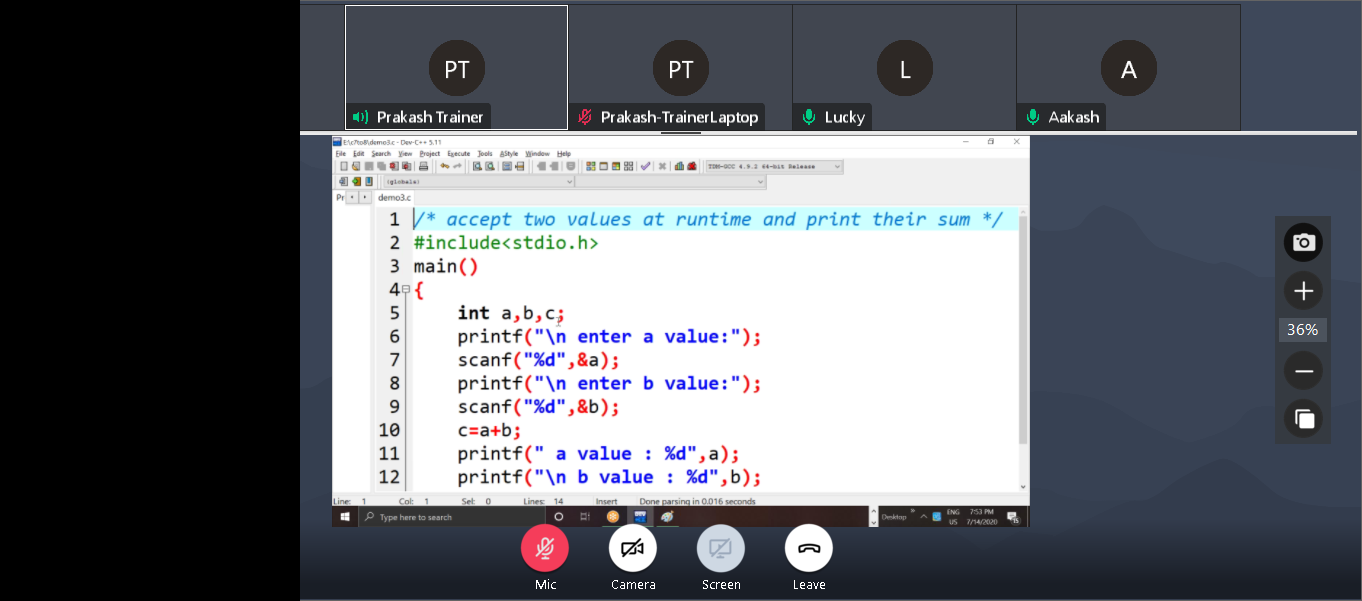 PT PT L A
Prakash Trainer Prakash-TrainerLaptop Lucky Aakash
E:\c7to8\demo3.c - Dev-C++ 5.11
File Edit Search View Project Execute Tools AStyle Window Help
TDM-GCC 4.9.2 64-bit Release
(globals)
Pr demo3.c
1 /* accept two values at runtime and print their sum */
2 #include<stdio.h>
3 main()
4 {
5 int a,b,c;
6 printf("\n enter a value:");
7 scanf("%d",&a);
8 printf("\n enter b value:");
9 scanf("%d",&b);
10 c=a+b;
11 printf(" a value : %d",a);
12 printf("\n b value : %d",b);
Line: 1 Col: 1 Sel: 0 Lines: 14 Insert Done parsing in 0.016 seconds
Type here to search Desktop ENG US 7:53 PM 7/14/2020
36%
Mic Camera Screen Leave